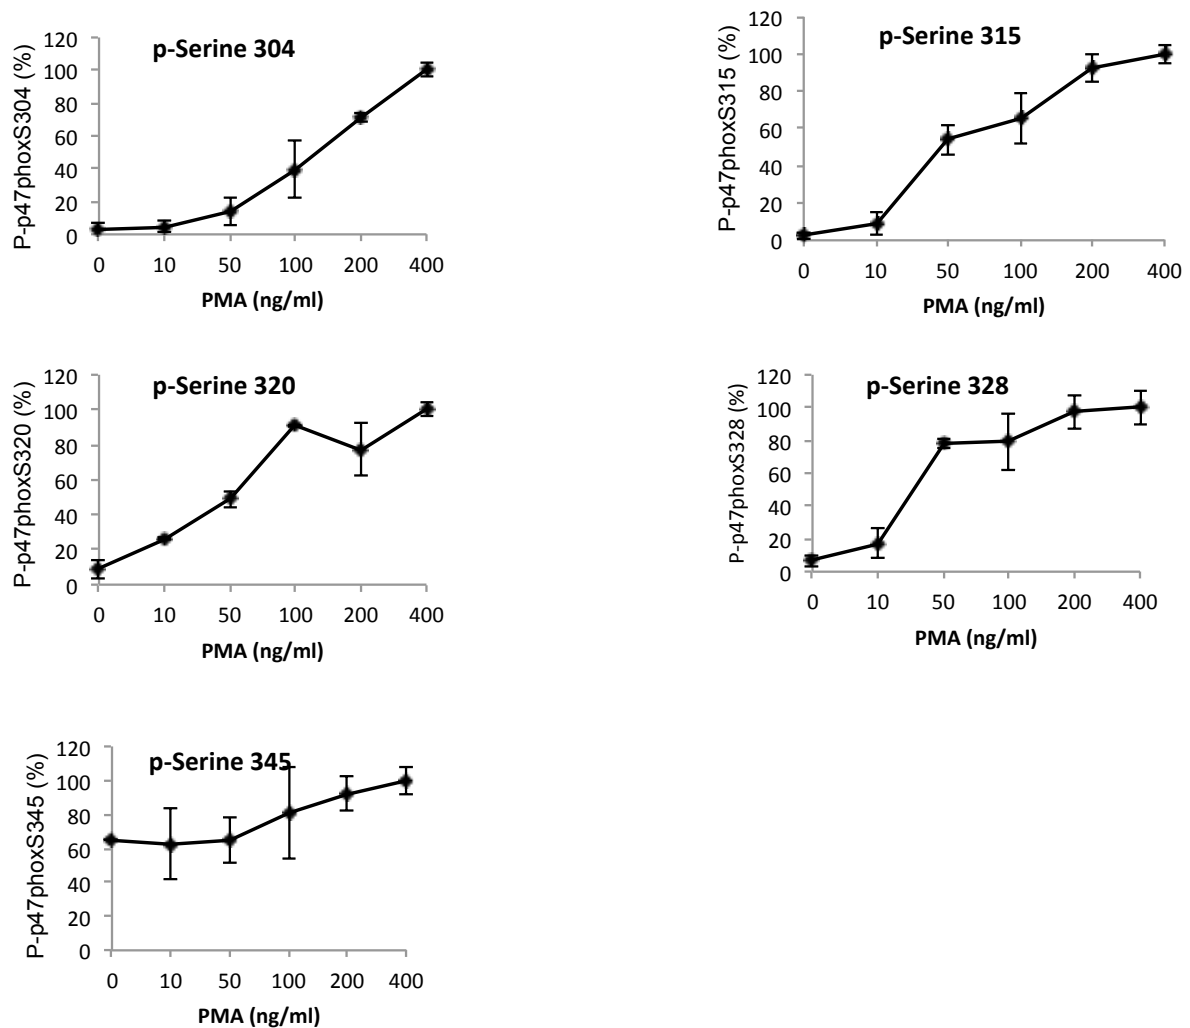 p-Serine 304
P-p47phoxS304 (%)
120
100
80
60
40
20
0
0 10 50 100 200 400
PMA (ng/ml)
p-Serine 315
P-p47phoxS315 (%)
120
100
80
60
40
20
0
0 10 50 100 200 400
PMA (ng/ml)
p-Serine 320
P-p47phoxS320 (%)
120
100
80
60
40
20
0
0 10 50 100 200 400
PMA (ng/ml)
p-Serine 328
P-p47phoxS328 (%)
120
100
80
60
40
20
0
0 10 50 100 200 400
PMA (ng/ml)
p-Serine 345
P-p47phoxS345 (%)
120
100
80
60
40
20
0
0 10 50 100 200 400
PMA (ng/ml)